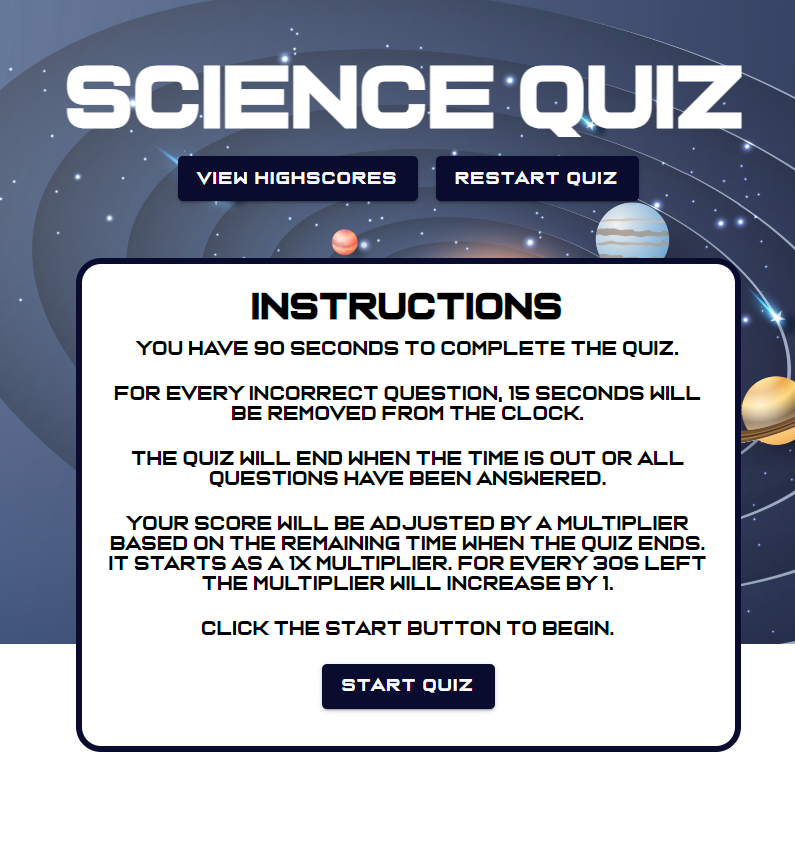 SCIENCE QUIZ
VIEW HIGHSCORES RESTART QUIZ
INSTRUCTIONS
YOU HAVE 90 SECONDS TO COMPLETE THE QUIZ.
FOR EVERY INCORRECT QUESTION, 15 SECONDS WILL
BE REMOVED FROM THE CLOCK.
THE QUIZ WILL END WHEN THE TIME IS OUT OR ALL
QUESTIONS HAVE BEEN ANSWERED.
YOUR SCORE WILL BE ADJUSTED BY A MULTIPLIER
BASED ON THE REMAINING TIME WHEN THE QUIZ ENDS.
IT STARTS AS A 1X MULTIPLIER. FOR EVERY 30S LEFT
THE MULTIPLIER WILL INCREASE BY 1.
CLICK THE START BUTTON TO BEGIN.
START QUIZ